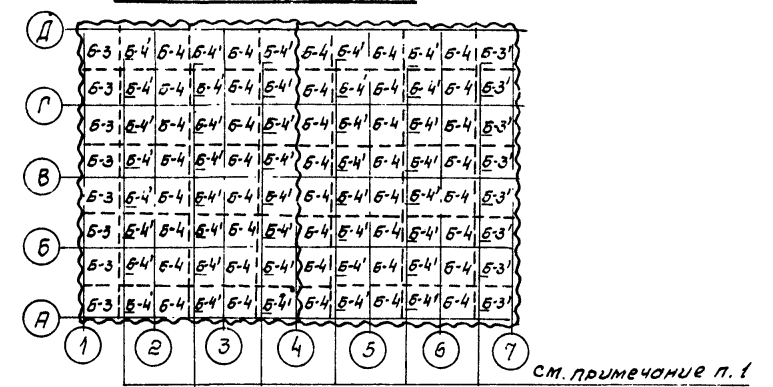 Д
Б-3 Б-4' Б-4 Б-4' Б-4 Б-4' Б-4 Б-4' Б-4 Б-4' Б-4 Б-3'
Б-3 Б-4' Б-4 Б-4' Б-4 Б-4' Б-4 Б-4' Б-4 Б-4' Б-4 Б-3'
Г
Б-3 Б-4' Б-4 Б-4' Б-4 Б-4' Б-4 Б-4' Б-4 Б-4' Б-4 Б-3'
Б-3 Б-4' Б-4 Б-4' Б-4 Б-4' Б-4 Б-4' Б-4 Б-4' Б-4 Б-3'
В
Б-3 Б-4' Б-4 Б-4' Б-4 Б-4' Б-4 Б-4' Б-4 Б-4' Б-4 Б-3'
Б-3 Б-4' Б-4 Б-4' Б-4 Б-4' Б-4 Б-4' Б-4 Б-4' Б-4 Б-3'
Б
Б-3 Б-4' Б-4 Б-4' Б-4 Б-4' Б-4 Б-4' Б-4 Б-4' Б-4 Б-3'
Б-3 Б-4' Б-4 Б-4' Б-4 Б-4' Б-4 Б-4' Б-4 Б-4' Б-4 Б-3'
А
1 2 3 4 5 6 7
см. примечание п. 1